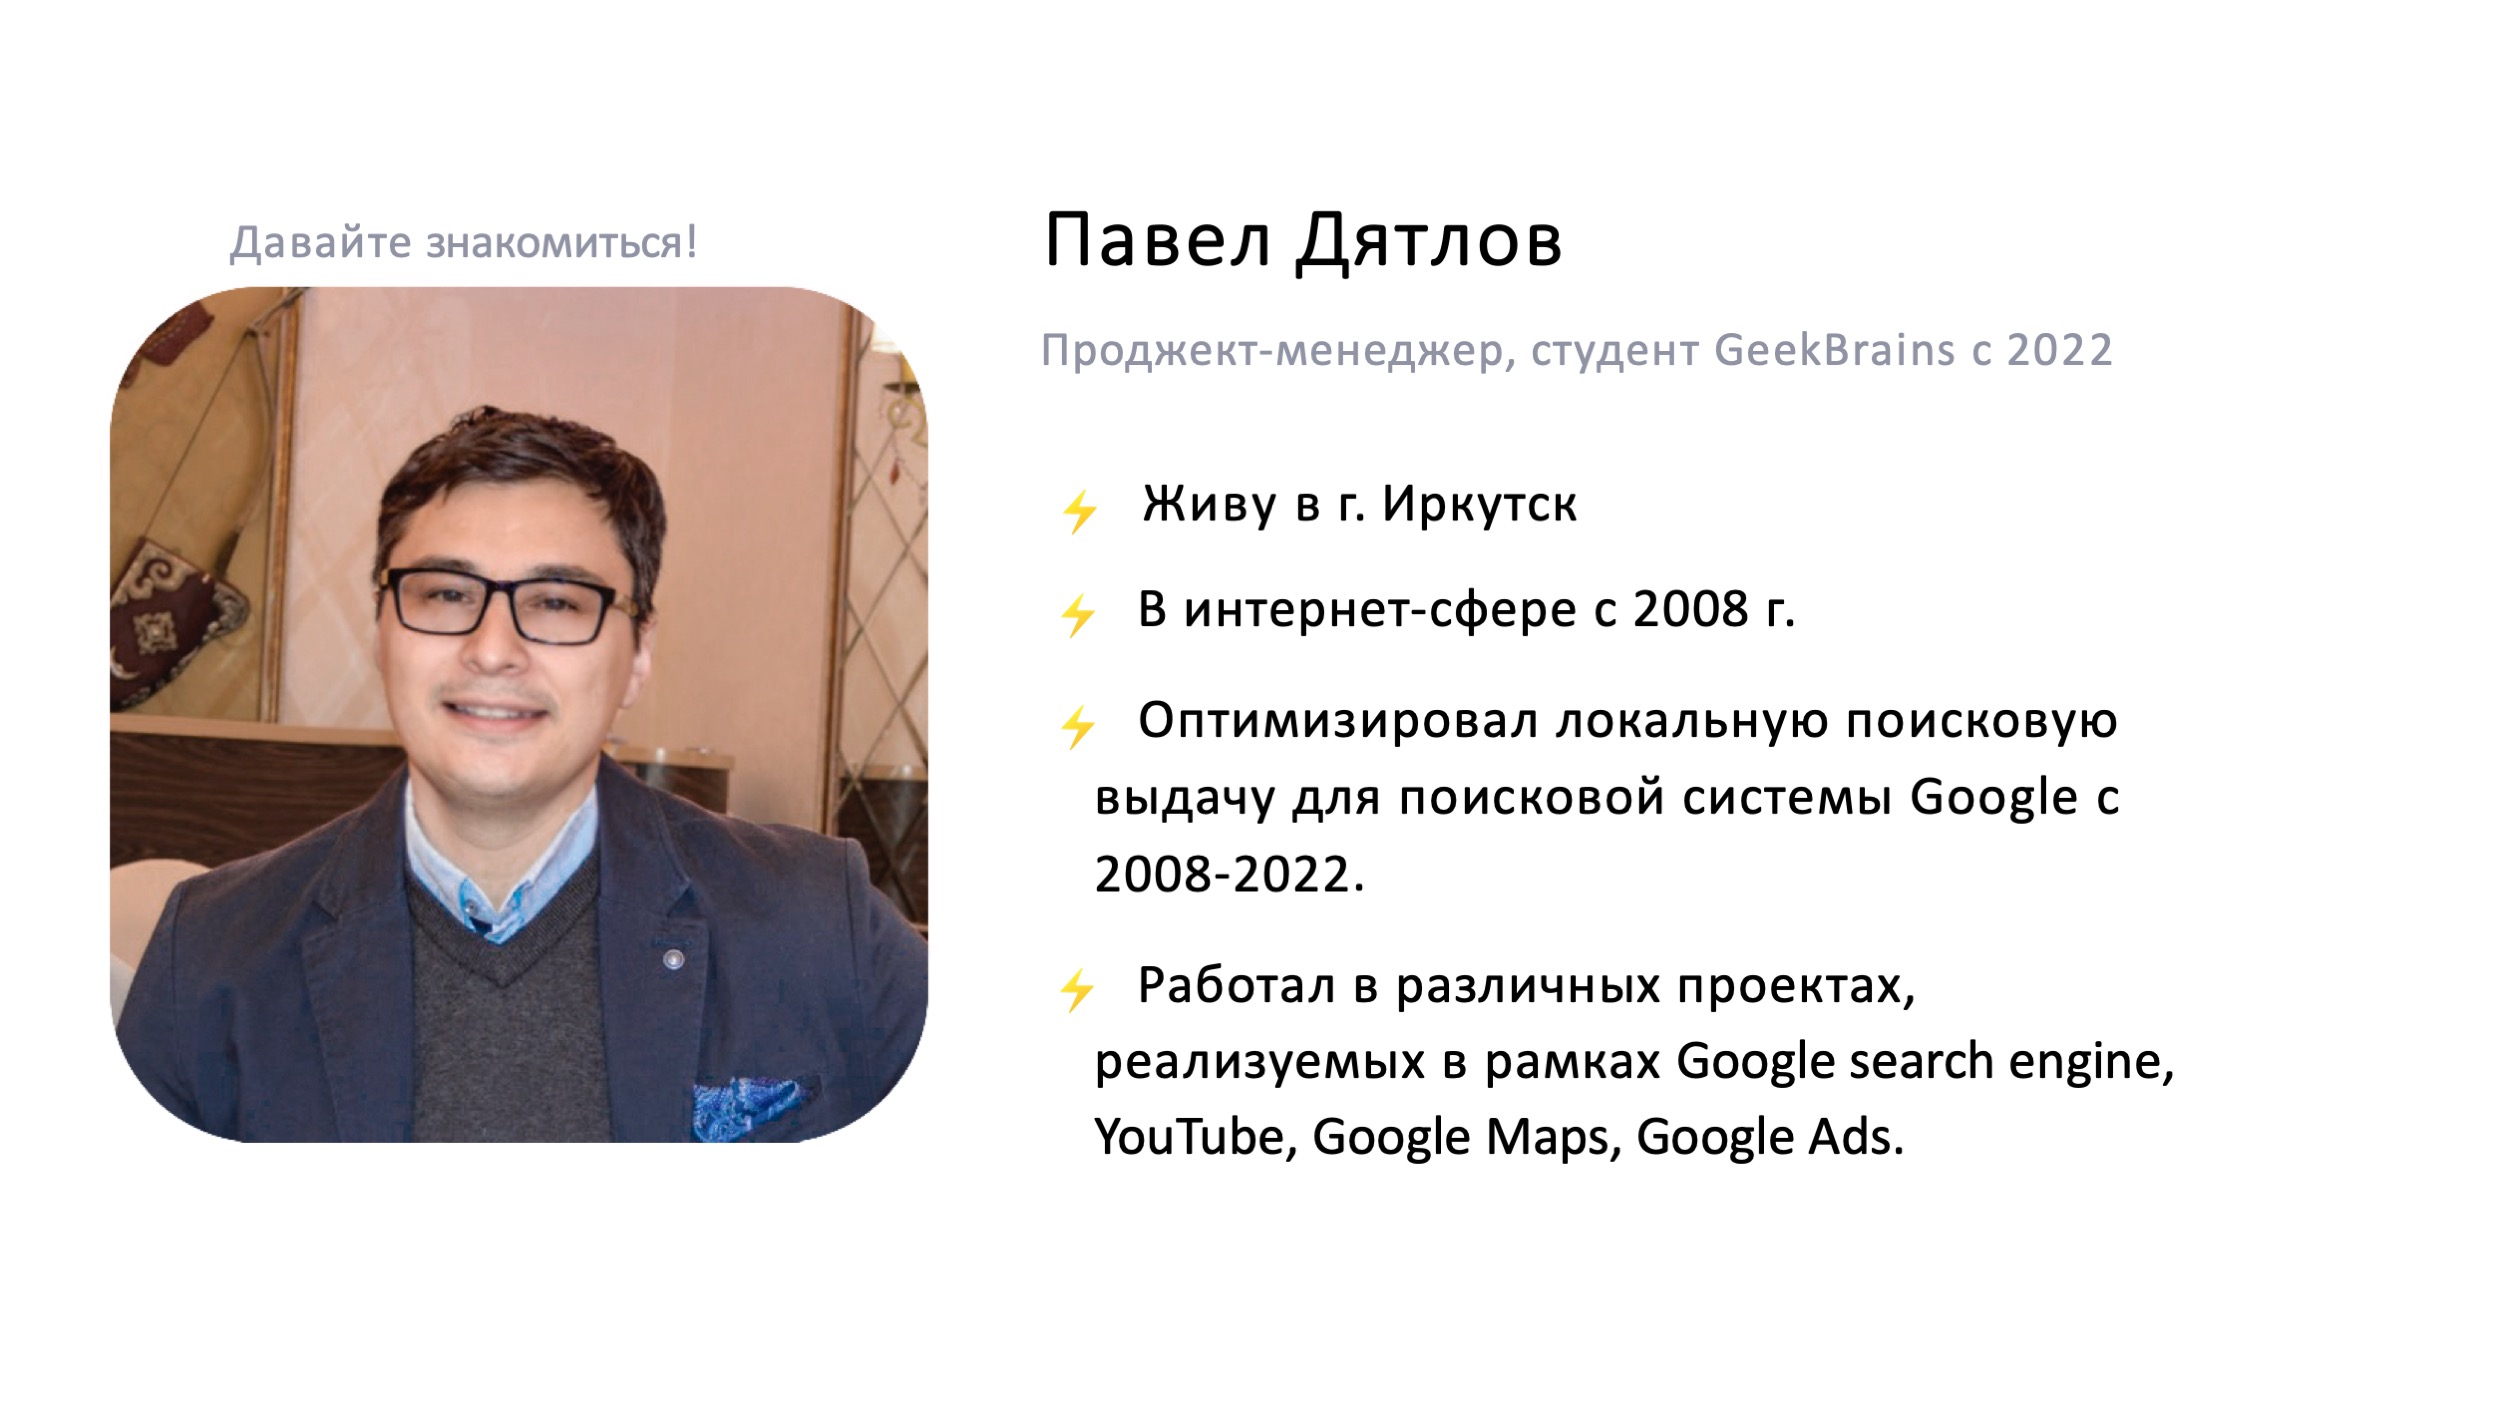 Давайте знакомиться!
Павел Дятлов
Проджект-менеджер, студент GeekBrains с 2022
⚡ Живу в г. Иркутск
⚡ В интернет-сфере с 2008 г.
⚡ Оптимизировал локальную поисковую
выдачу для поисковой системы Google с
2008-2022.
⚡ Работал в различных проектах,
реализуемых в рамках Google search engine,
YouTube, Google Maps, Google Ads.